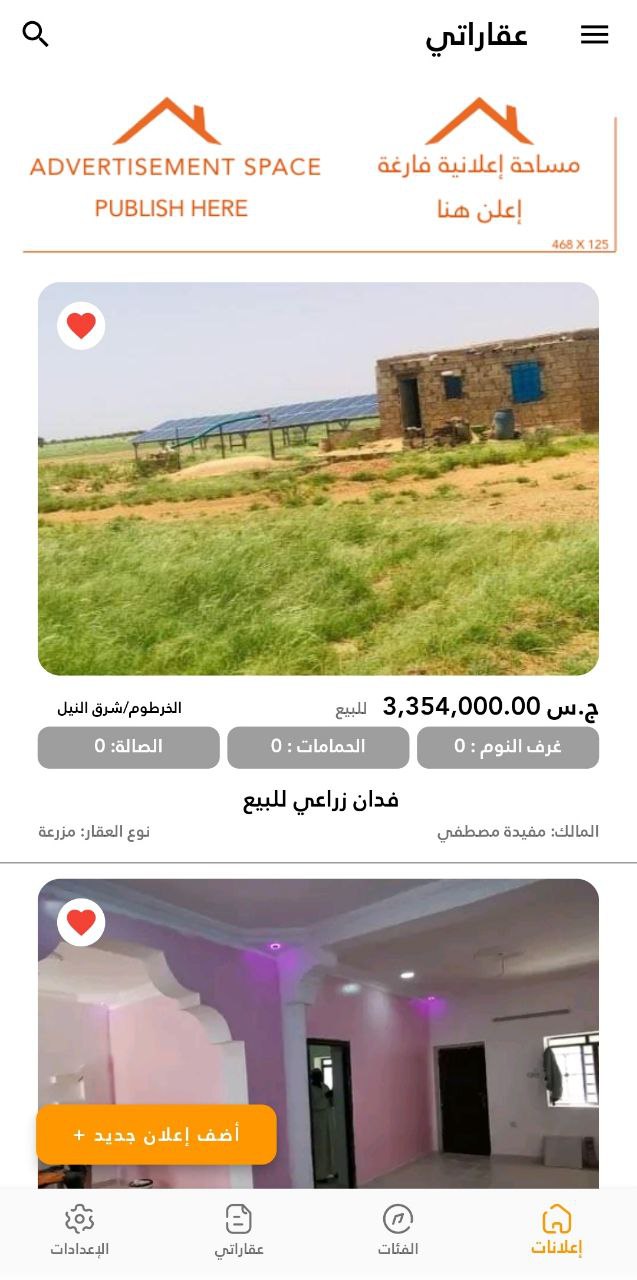 عقاراتي
مساحة إعلانية فارغة
إعلن هنا
ADVERTISEMENT SPACE
PUBLISH HERE
468 X 125
ج.س 3,354,000.00 للبيع الخرطوم/شرق النيل
غرف النوم : 0 الحمامات : 0 الصالة: 0
فدان زراعي للبيع
المالك: مفيدة مصطفي نوع العقار: مزرعة
أضف إعلان جديد +
إعلانات الفئات عقاراتي الإعدادات